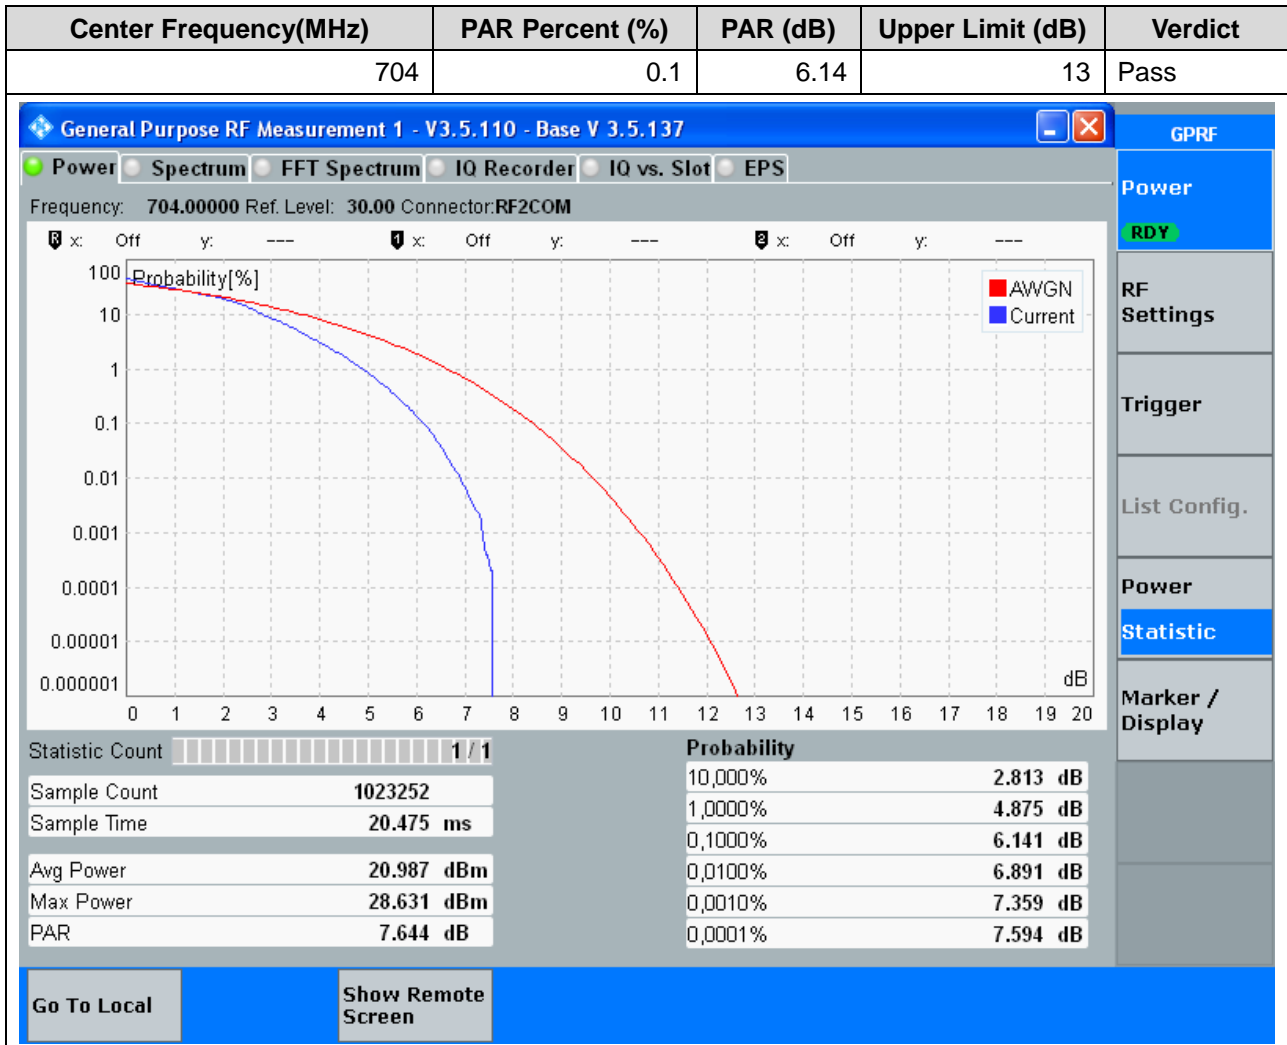 Center Frequency(MHz) PAR Percent (%) PAR (dB) Upper Limit (dB) Verdict
704 0.1 6.14 13 Pass
General Purpose RF Measurement 1 - V3.5.110 - Base V 3.5.137
GPRF
Power Spectrum FFT Spectrum IQ Recorder IQ vs. Slot EPS
Frequency: 704.00000 Ref. Level: 30.00 Connector:RF2COM
R x: Off y: --- 1 x: Off y: --- 2 x: Off y: ---
Probability[%]
AWGN
Current
100
10
1
0.1
0.01
0.001
0.0001
0.00001
0.000001
dB
0 1 2 3 4 5 6 7 8 9 10 11 12 13 14 15 16 17 18 19 20
Statistic Count 1 / 1
Sample Count 1023252
Sample Time 20.475 ms
Avg Power 20.987 dBm
Max Power 28.631 dBm
PAR 7.644 dB
Probability
10,000% 2.813 dB
1,0000% 4.875 dB
0,1000% 6.141 dB
0,0100% 6.891 dB
0,0010% 7.359 dB
0,0001% 7.594 dB
Power
RDY
RF
Settings
Trigger
List Config.
Power
Statistic
Marker /
Display
Go To Local
Show Remote
Screen